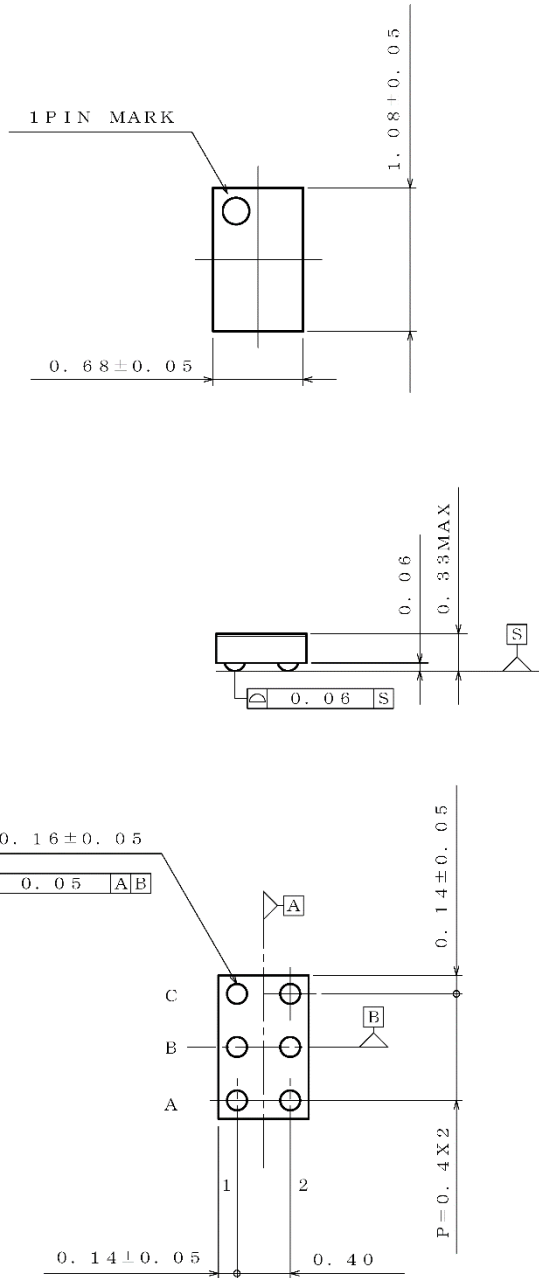 1. 08±0. 05
1PIN MARK
0. 68±0. 05
0. 33MAX
0. 06
S
0. 06 S
0. 16±0. 05
0. 05 A B
0. 14±0. 05
A
C
B
B
A
1 2
P=0. 4X2
0. 14±0. 05 0. 40